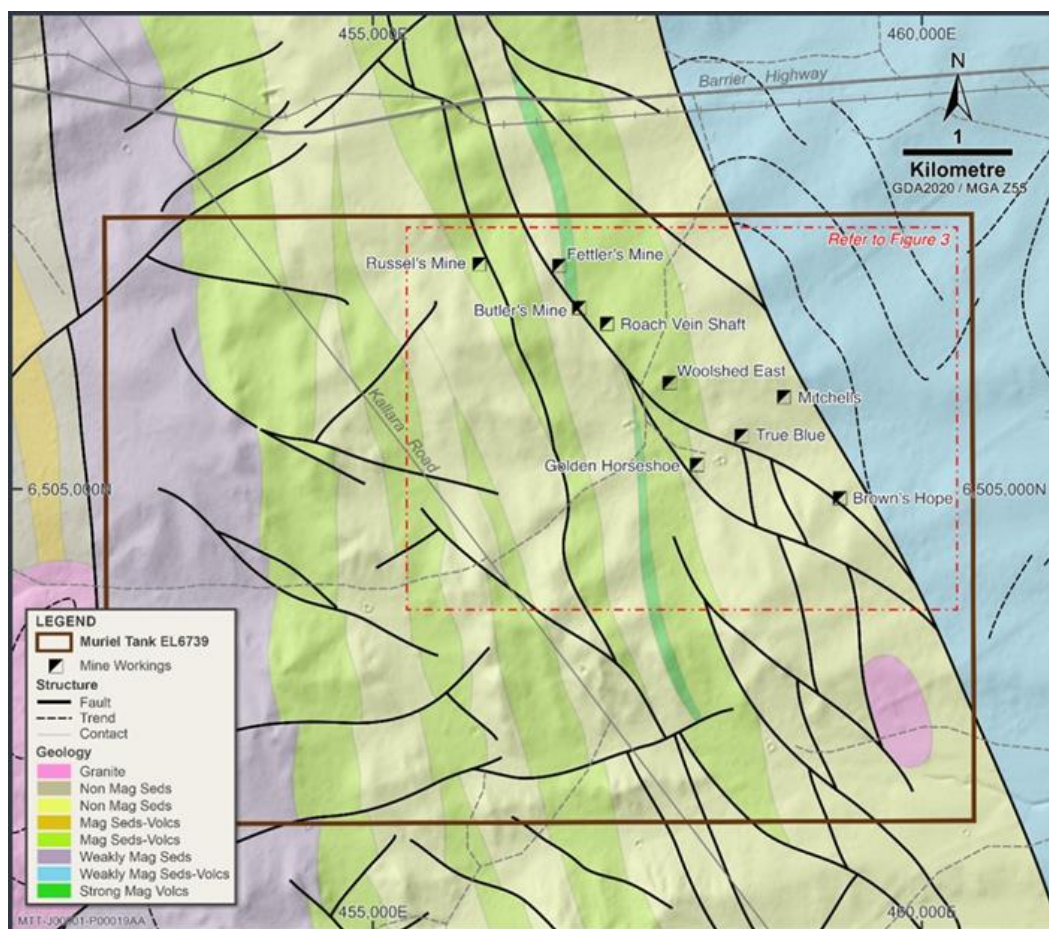 455,000E
460,000E
Barrier Highway
N
1
Kilometre
GDA2020 / MGA Z55
Refer to Figure 3
Russel's Mine
Fettler's Mine
Butler's Mine
Roach Vein Shaft
Woolshed East
Mitchells
Kallara Road
True Blue
Golden Horseshoe
6,505,000N
Brown's Hope
6,505,000N
LEGEND
Muriel Tank EL6739
Mine Workings
Structure
Fault
Trend
Contact
Geology
Granite
Non Mag Seds
Non Mag Seds
Mag Seds-Volcs
Mag Seds-Volcs
Weakly Mag Seds
Weakly Mag Seds-Volcs
Strong Mag Volcs
MTT-J00901-P00019AA
455,000E
460,000E